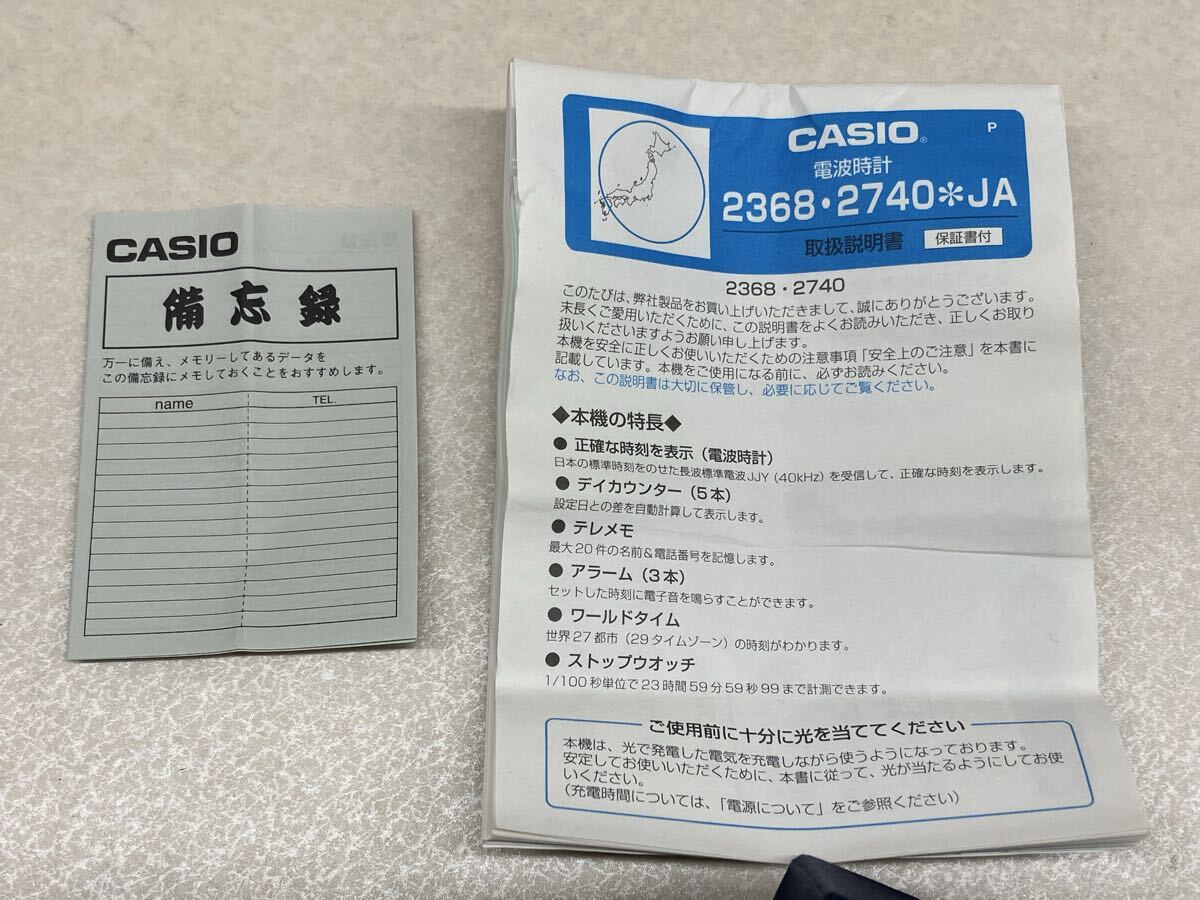 CASIO
備忘録
万一に備え、メモリーしてあるデータを
この備忘録にメモしておくことをおすすめします。
name TEL.
CASIO® P
電波時計
2368・2740＊JA
取扱説明書 保証書付
2368・2740
このたびは、弊社製品をお買い上げいただきまして、誠にありがとうございます。
末長くご愛用いただくために、この説明書をよくお読みいただき、正しくお取り
扱いくださいますようお願い申し上げます。
本機を安全に正しくお使いいただくための注意事項「安全上のご注意」を本書に
記載しています。本機をご使用になる前に、必ずお読みください。
なお、この説明書は大切に保管し、必要に応じてご覧ください。
◆本機の特長◆
● 正確な時刻を表示（電波時計）
日本の標準時刻をのせた長波標準電波JJY（40kHz）を受信して、正確な時刻を表示します。
● デイカウンター（5本）
設定日との差を自動計算して表示します。
● テレメモ
最大20件の名前＆電話番号を記憶します。
● アラーム（3本）
セットした時刻に電子音を鳴らすことができます。
● ワールドタイム
世界27都市（29タイムゾーン）の時刻がわかります。
● ストップウオッチ
1/100秒単位で23時間59分59秒99まで計測できます。
ご使用前に十分に光を当ててください
本機は、光で発電した電気を充電しながら使うようになっております。
安定してお使いいただくために、本書に従って、光が当たるようにしてお使
いください。
（充電時間については、「電源について」をご参照ください）